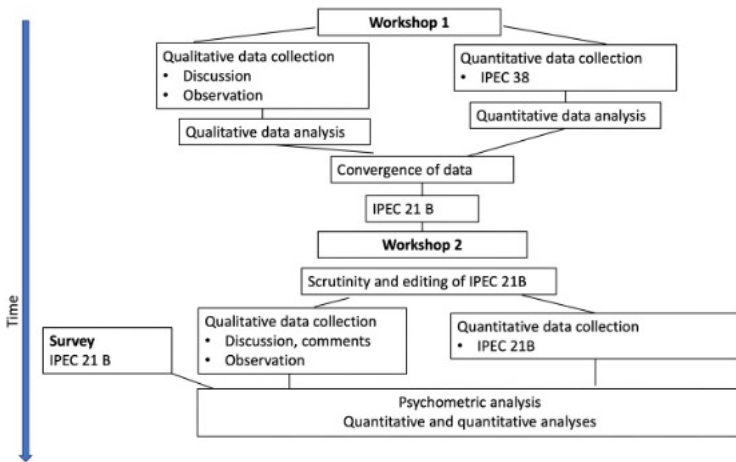 Workshop 1
Qualitative data collection
• Discussion
• Observation
Quantitative data collection
• IPEC 38
Qualitative data analysis
Quantitative data analysis
Convergence of data
IPEC 21 B
Workshop 2
Scrutinity and editing of IPEC 21B
Qualitative data collection
• Discussion, comments
• Observation
Quantitative data collection
• IPEC 21B
Survey
IPEC 21 B
Psychometric analysis
Quantitative and quantitative analyses
Time